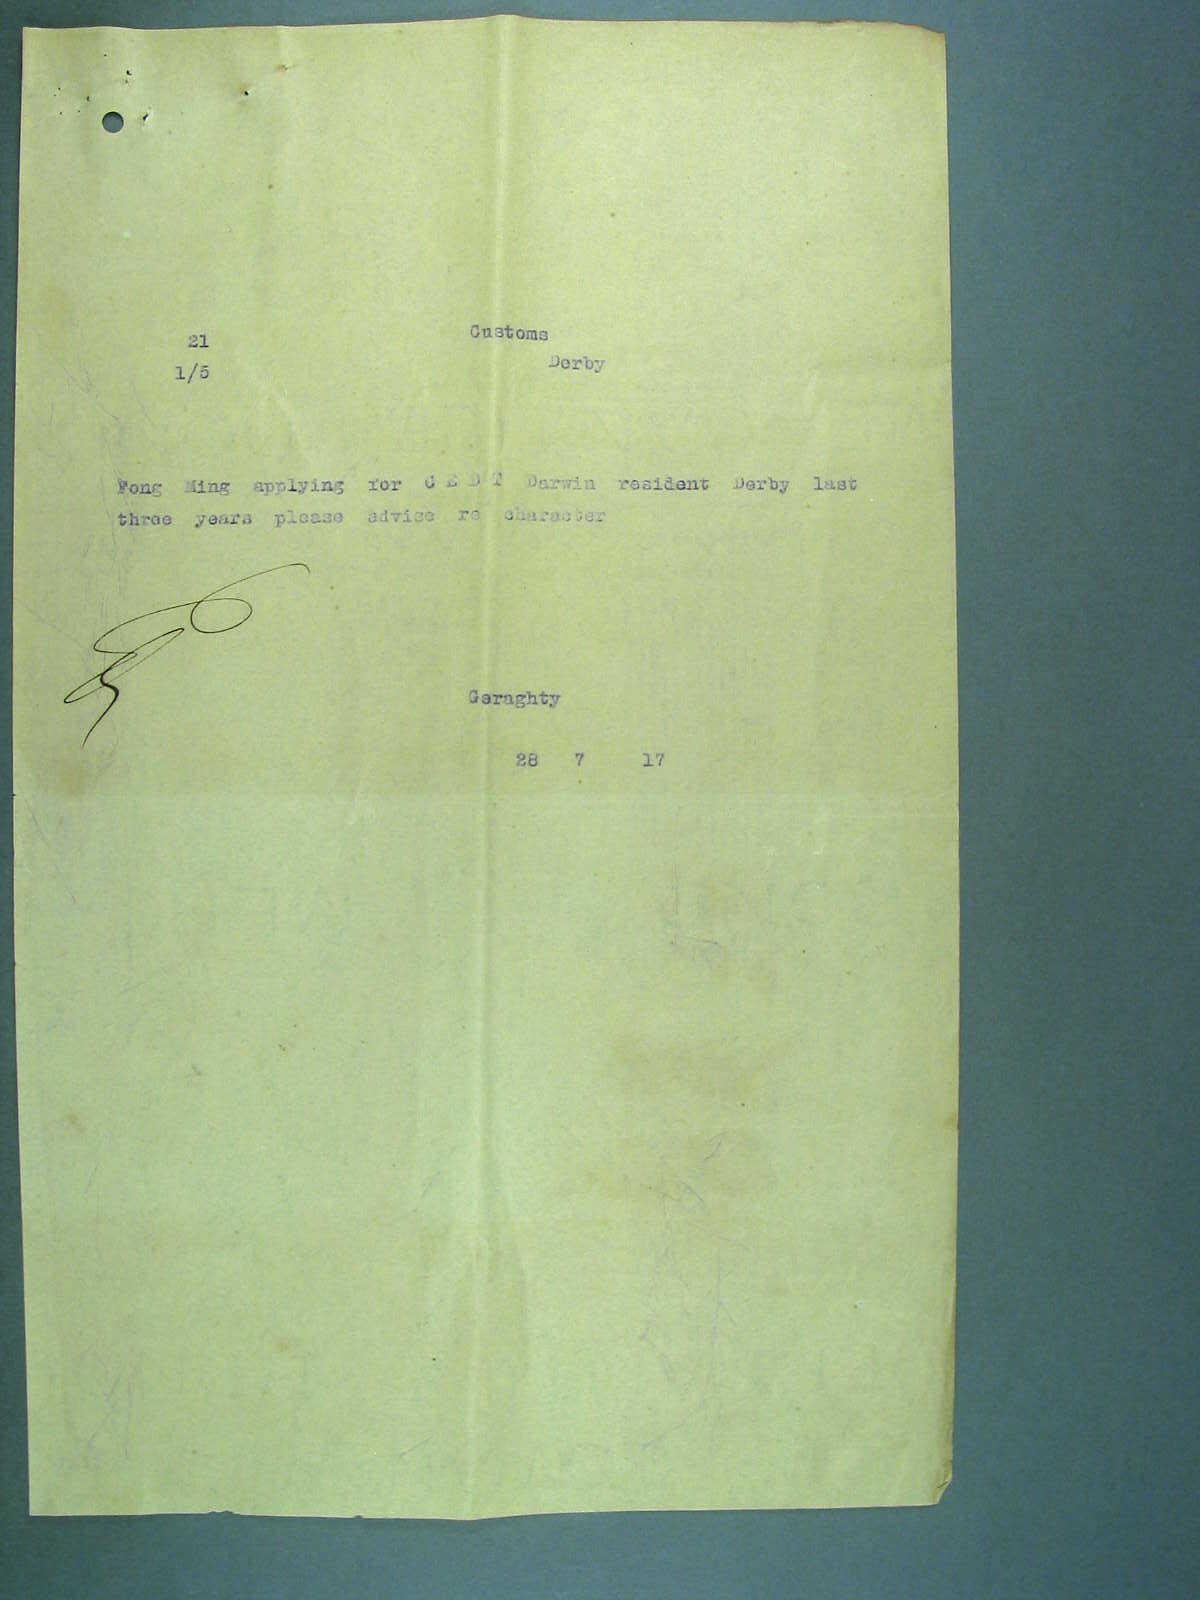 21
Customs
Derby
1/5
Fong Ming applying for C E D T Darwin resident Derby last
three years please advise re character
Geraghty
28 7 17